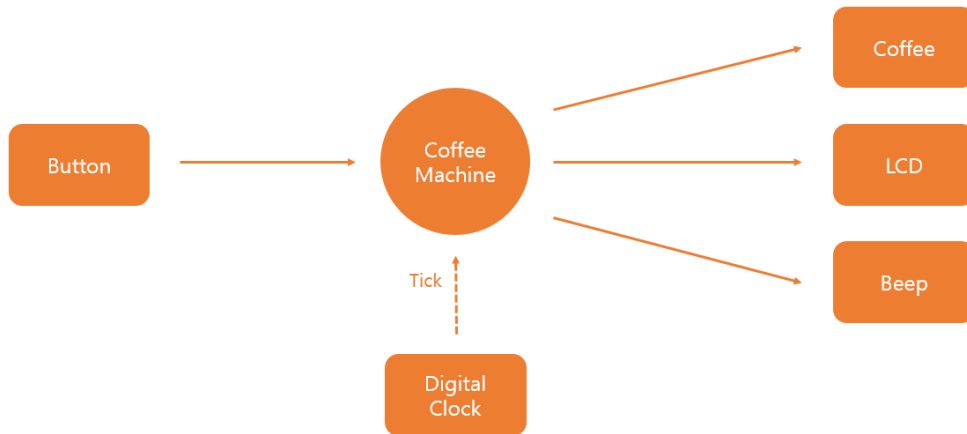 Coffee
Button
Coffee
Machine
LCD
Tick
Beep
Digital
Clock